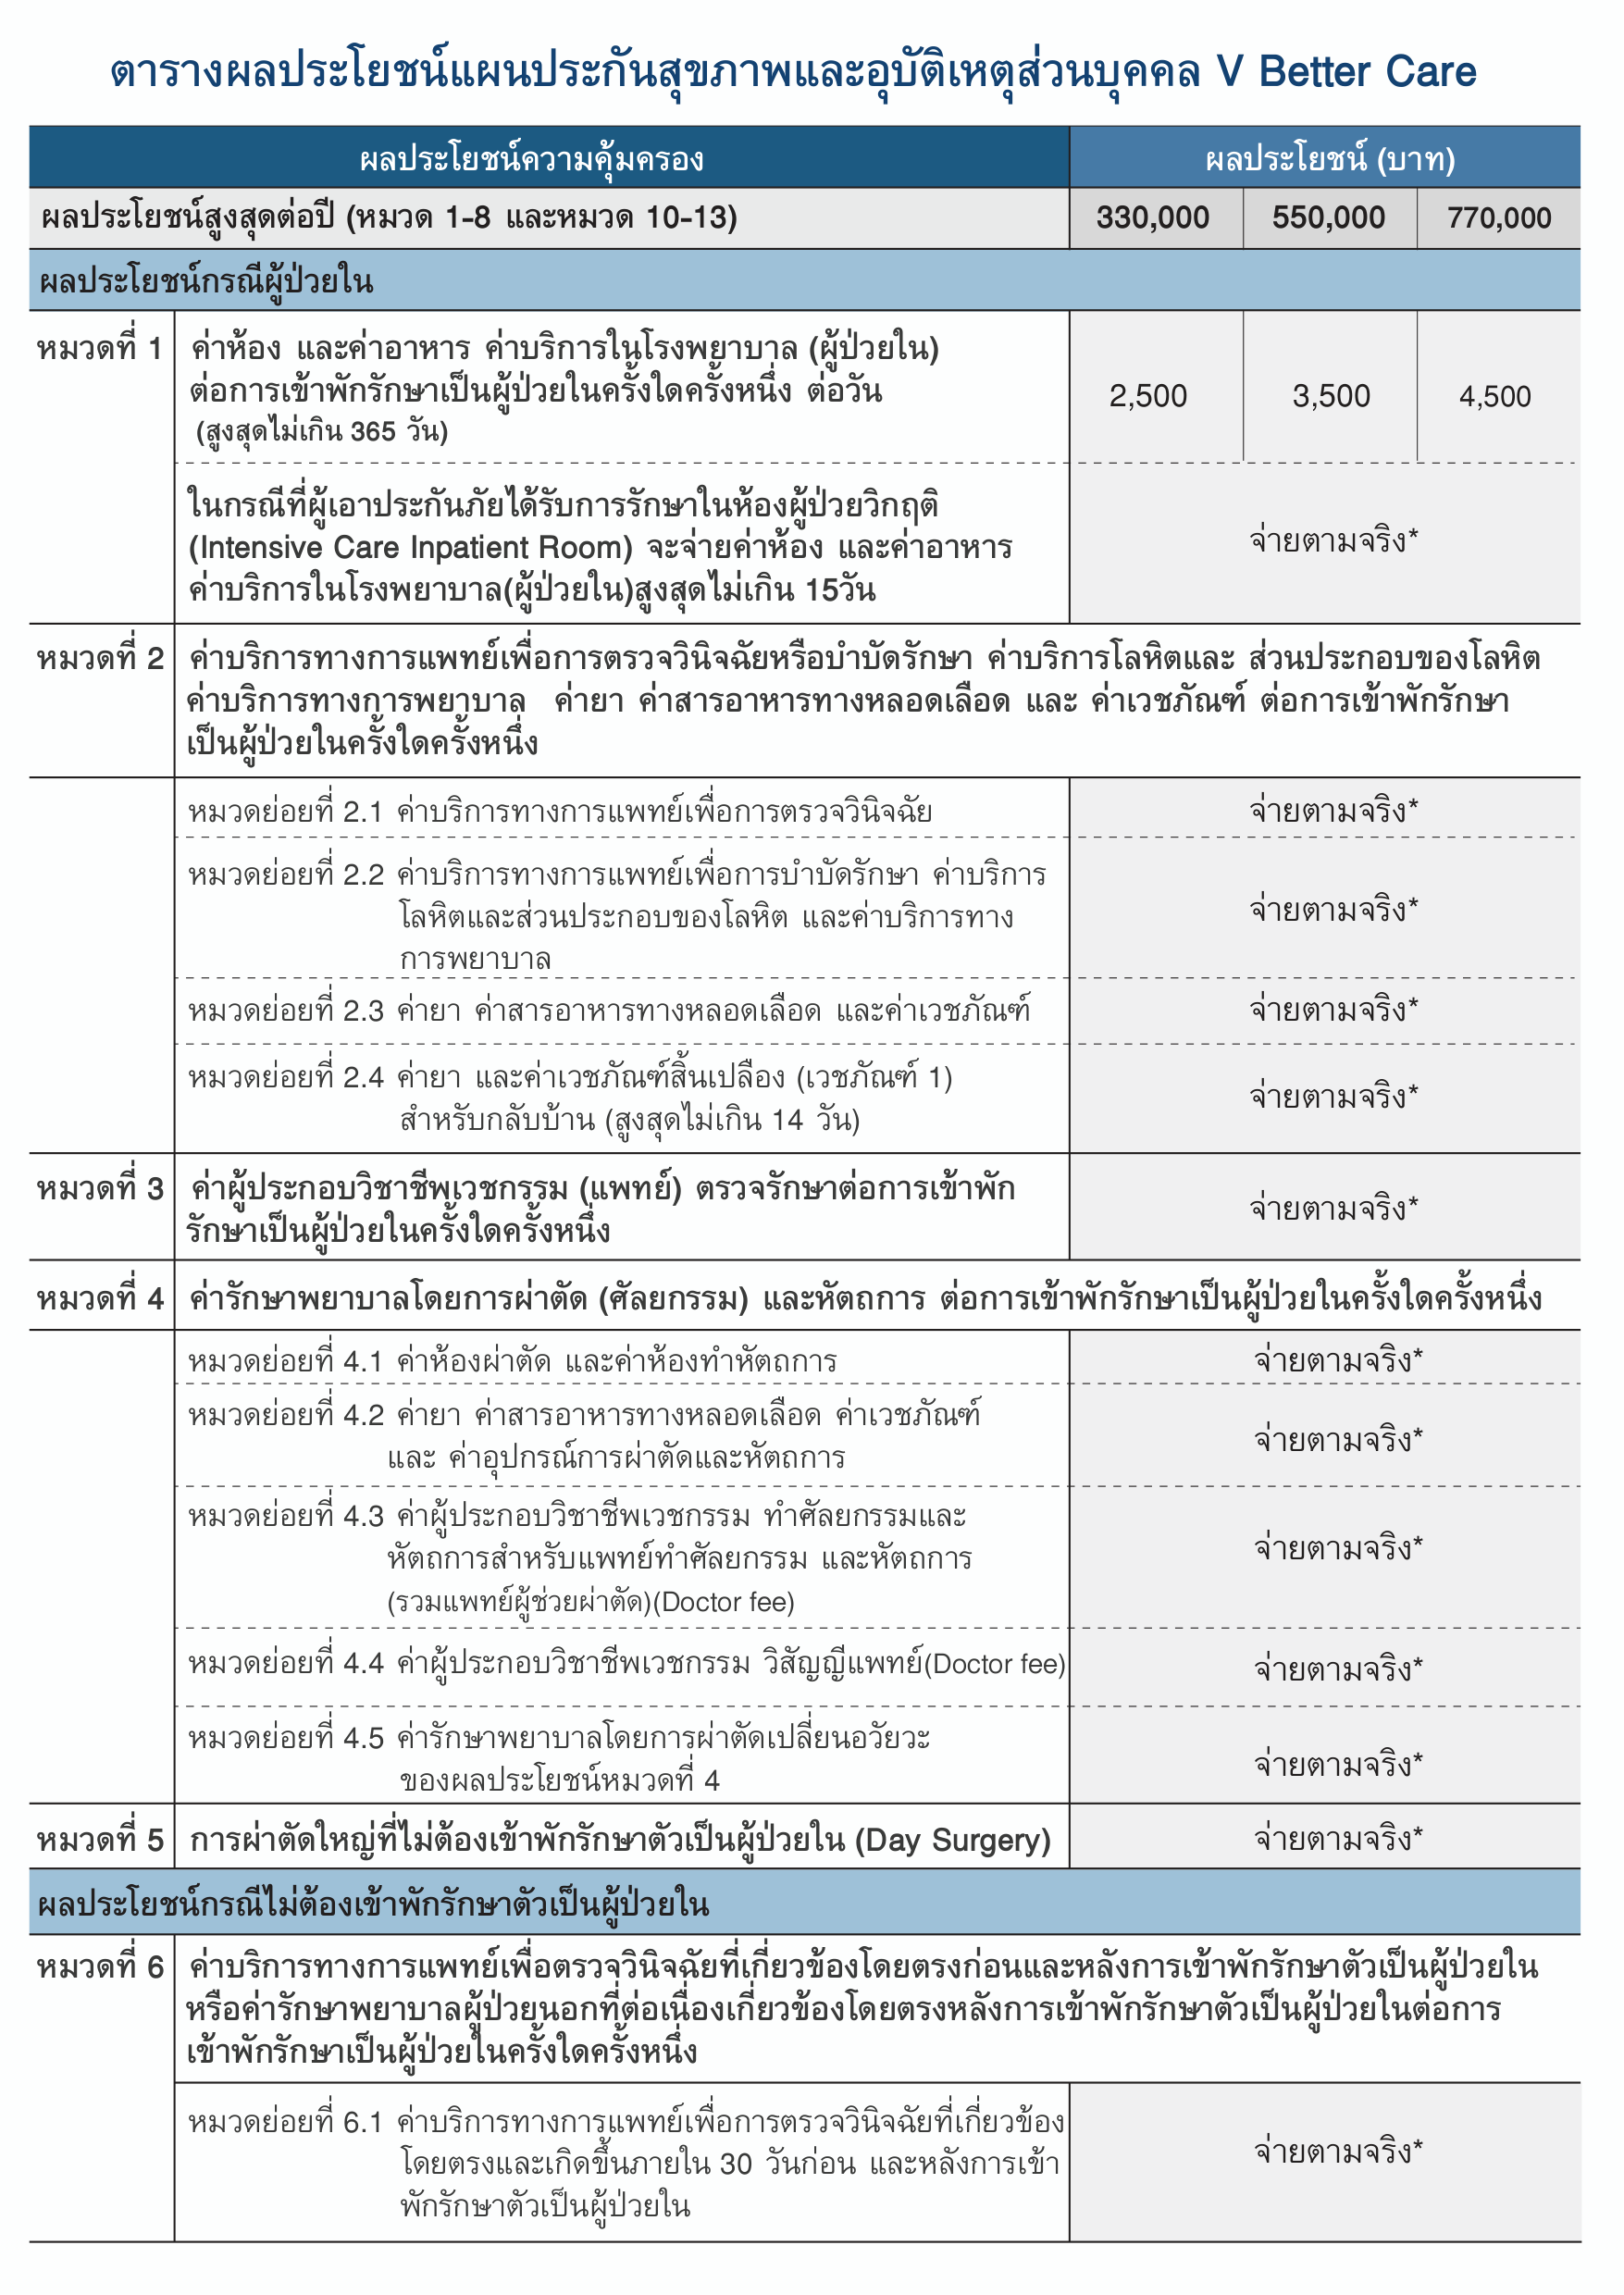 ตารางผลประโยชน์แผนประกันสุขภาพและอุบัติเหตุส่วนบุคคล V Better Care
ผลประโยชน์ความคุ้มครอง ผลประโยชน์ (บาท)
ผลประโยชน์สูงสุดต่อปี (หมวด 1-8 และหมวด 10-13) 330,000 550,000 770,000
ผลประโยชน์กรณีผู้ป่วยใน
หมวดที่ 1 ค่าห้อง และค่าอาหาร ค่าบริการในโรงพยาบาล (ผู้ป่วยใน)
ต่อการเข้าพักรักษาเป็นผู้ป่วยในครั้งใดครั้งหนึ่ง ต่อวัน
(สูงสุดไม่เกิน 365 วัน)
2,500 3,500 4,500
ในกรณีที่ผู้เอาประกันภัยได้รับการรักษาในห้องผู้ป่วยวิกฤติ
(Intensive Care Inpatient Room) จะจ่ายค่าห้อง และค่าอาหาร
ค่าบริการในโรงพยาบาล(ผู้ป่วยใน)สูงสุดไม่เกิน 15วัน
จ่ายตามจริง*
หมวดที่ 2 ค่าบริการทางการแพทย์เพื่อการตรวจวินิจฉัยหรือบำบัดรักษา ค่าบริการโลหิตและ ส่วนประกอบของโลหิต
ค่าบริการทางการพยาบาล ค่ายา ค่าสารอาหารทางหลอดเลือด และ ค่าเวชภัณฑ์ ต่อการเข้าพักรักษา
เป็นผู้ป่วยในครั้งใดครั้งหนึ่ง
หมวดย่อยที่ 2.1 ค่าบริการทางการแพทย์เพื่อการตรวจวินิจฉัย จ่ายตามจริง*
หมวดย่อยที่ 2.2 ค่าบริการทางการแพทย์เพื่อการบำบัดรักษา ค่าบริการ
โลหิตและส่วนประกอบของโลหิต และค่าบริการทาง
การพยาบาล
จ่ายตามจริง*
หมวดย่อยที่ 2.3 ค่ายา ค่าสารอาหารทางหลอดเลือด และค่าเวชภัณฑ์ จ่ายตามจริง*
หมวดย่อยที่ 2.4 ค่ายา และค่าเวชภัณฑ์สิ้นเปลือง (เวชภัณฑ์ 1)
สำหรับกลับบ้าน (สูงสุดไม่เกิน 14 วัน)
จ่ายตามจริง*
หมวดที่ 3 ค่าผู้ประกอบวิชาชีพเวชกรรม (แพทย์) ตรวจรักษาต่อการเข้าพัก
รักษาเป็นผู้ป่วยในครั้งใดครั้งหนึ่ง
จ่ายตามจริง*
หมวดที่ 4 ค่ารักษาพยาบาลโดยการผ่าตัด (ศัลยกรรม) และหัตถการ ต่อการเข้าพักรักษาเป็นผู้ป่วยในครั้งใดครั้งหนึ่ง
หมวดย่อยที่ 4.1 ค่าห้องผ่าตัด และค่าห้องทำหัตถการ จ่ายตามจริง*
หมวดย่อยที่ 4.2 ค่ายา ค่าสารอาหารทางหลอดเลือด ค่าเวชภัณฑ์
และ ค่าอุปกรณ์การผ่าตัดและหัตถการ
จ่ายตามจริง*
หมวดย่อยที่ 4.3 ค่าผู้ประกอบวิชาชีพเวชกรรม ทำศัลยกรรมและ
หัตถการสำหรับแพทย์ทำศัลยกรรม และหัตถการ
(รวมแพทย์ผู้ช่วยผ่าตัด)(Doctor fee)
จ่ายตามจริง*
หมวดย่อยที่ 4.4 ค่าผู้ประกอบวิชาชีพเวชกรรม วิสัญญีแพทย์(Doctor fee) จ่ายตามจริง*
หมวดย่อยที่ 4.5 ค่ารักษาพยาบาลโดยการผ่าตัดเปลี่ยนอวัยวะ
ของผลประโยชน์หมวดที่ 4
จ่ายตามจริง*
หมวดที่ 5 การผ่าตัดใหญ่ที่ไม่ต้องเข้าพักรักษาตัวเป็นผู้ป่วยใน (Day Surgery) จ่ายตามจริง*
ผลประโยชน์กรณีไม่ต้องเข้าพักรักษาตัวเป็นผู้ป่วยใน
หมวดที่ 6 ค่าบริการทางการแพทย์เพื่อตรวจวินิจฉัยที่เกี่ยวข้องโดยตรงก่อนและหลังการเข้าพักรักษาตัวเป็นผู้ป่วยใน
หรือค่ารักษาพยาบาลผู้ป่วยนอกที่ต่อเนื่องเกี่ยวข้องโดยตรงหลังการเข้าพักรักษาตัวเป็นผู้ป่วยในต่อการ
เข้าพักรักษาเป็นผู้ป่วยในครั้งใดครั้งหนึ่ง
หมวดย่อยที่ 6.1 ค่าบริการทางการแพทย์เพื่อการตรวจวินิจฉัยที่เกี่ยวข้อง
โดยตรงและเกิดขึ้นภายใน 30 วันก่อน และหลังการเข้า
พักรักษาตัวเป็นผู้ป่วยใน
จ่ายตามจริง*